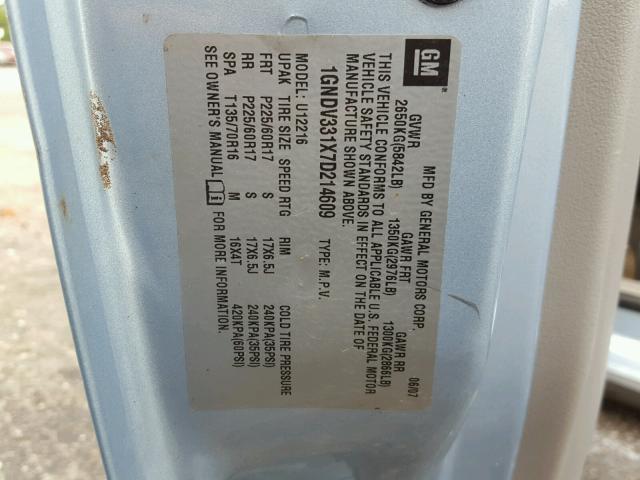 GM
MFD BY GENERAL MOTORS CORP. 06/07
GVWR GAWR FRT GAWR RR
2650KG(5842LB) 1350KG(2976LB) 1300KG(2866LB)
THIS VEHICLE CONFORMS TO ALL APPLICABLE U.S. FEDERAL MOTOR
VEHICLE SAFETY STANDARDS IN EFFECT ON THE DATE OF
MANUFACTURE SHOWN ABOVE.
1GNDV331X7D214609 TYPE: M.P.V.
MODEL: U12216
UPAK TIRE SIZE SPEED RTG RIM COLD TIRE PRESSURE
FRT P225/60R17 S 17X6.5J 240KPA(35PSI)
RR P225/60R17 S 17X6.5J 240KPA(35PSI)
SPA T135/70R16 M 16X4T 420KPA(60PSI)
SEE OWNER'S MANUAL FOR MORE INFORMATION.